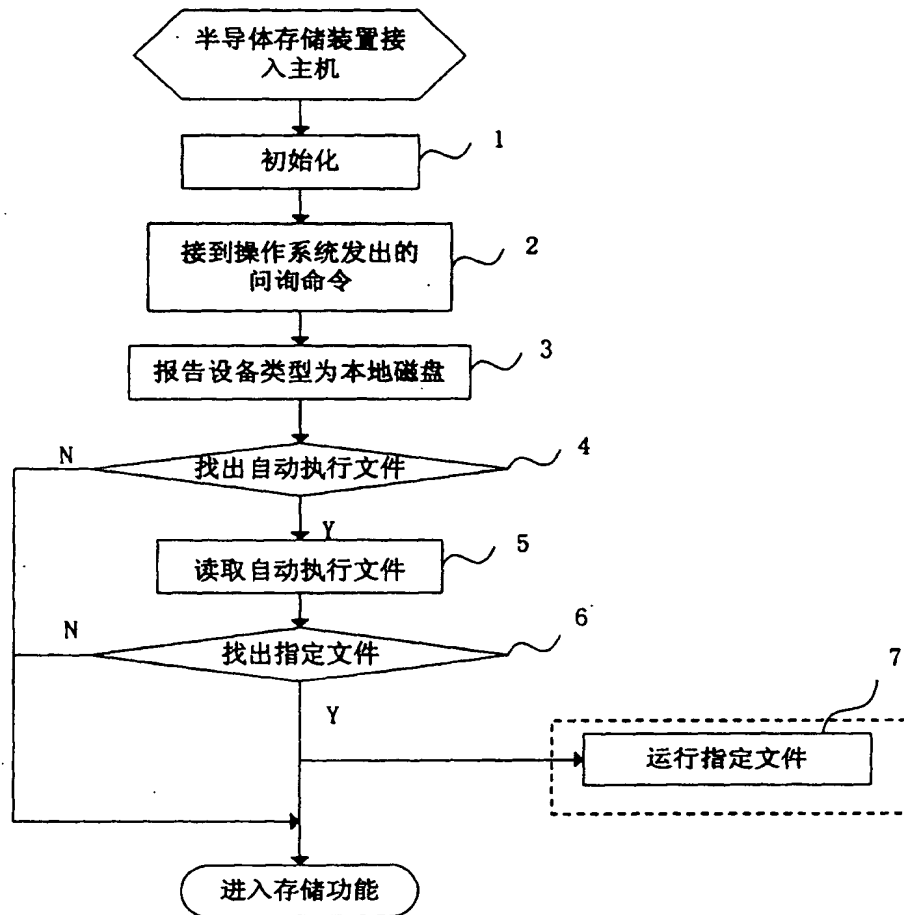 半导体存储装置接
入主机
初始化
1
接到操作系统发出的
问询命令
2
报告设备类型为本地磁盘
3
找出自动执行文件
4
N
Y
读取自动执行文件
5
找出指定文件
6
N
Y
运行指定文件
7
进入存储功能